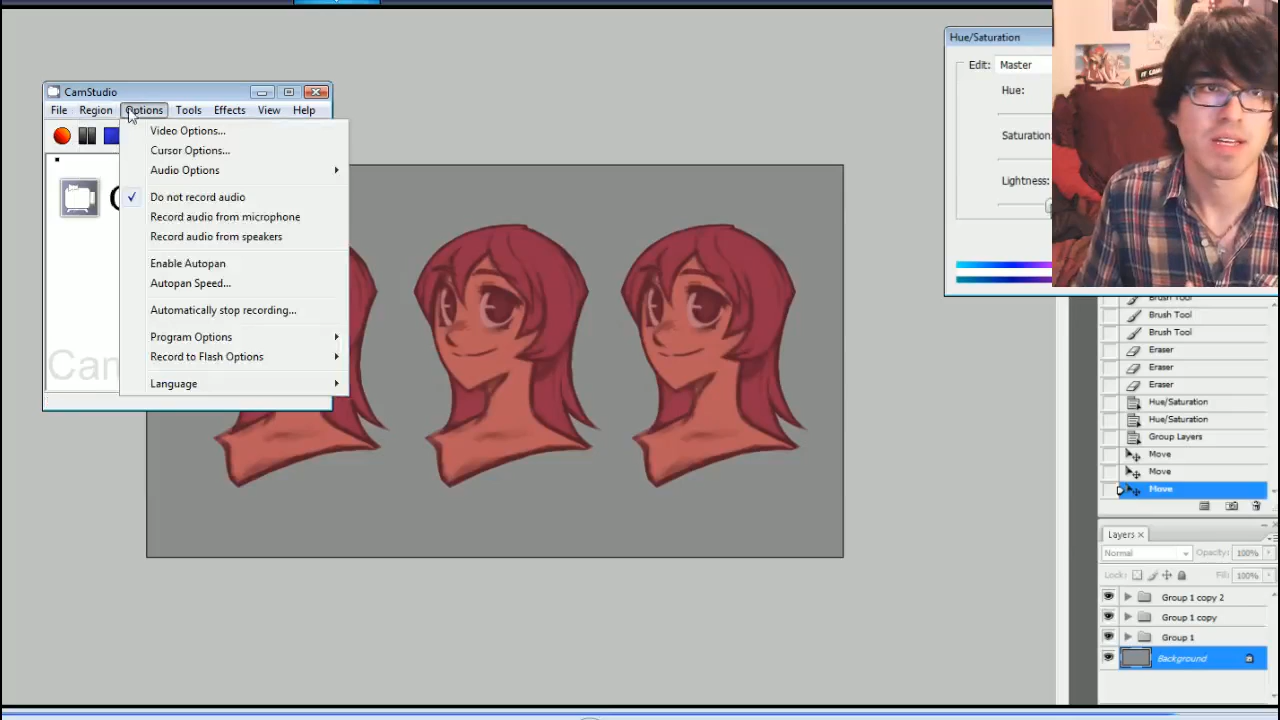 Hue/Saturation
Edit: Master
Hue:
Saturation:
Lightness:
CamStudio
File Region Options Tools Effects View Help
Video Options...
Cursor Options...
Audio Options
Do not record audio
Record audio from microphone
Record audio from speakers
Enable Autopan
Autopan Speed...
Automatically stop recording...
Program Options
Record to Flash Options
Language
C
Cam
Brush Tool
Brush Tool
Brush Tool
Eraser
Eraser
Eraser
Hue/Saturation
Hue/Saturation
Group Layers
Move
Move
Move
Layers ×
Normal Opacity: 100%
Lock: Fill: 100%
Group 1 copy 2
Group 1 copy
Group 1
Background